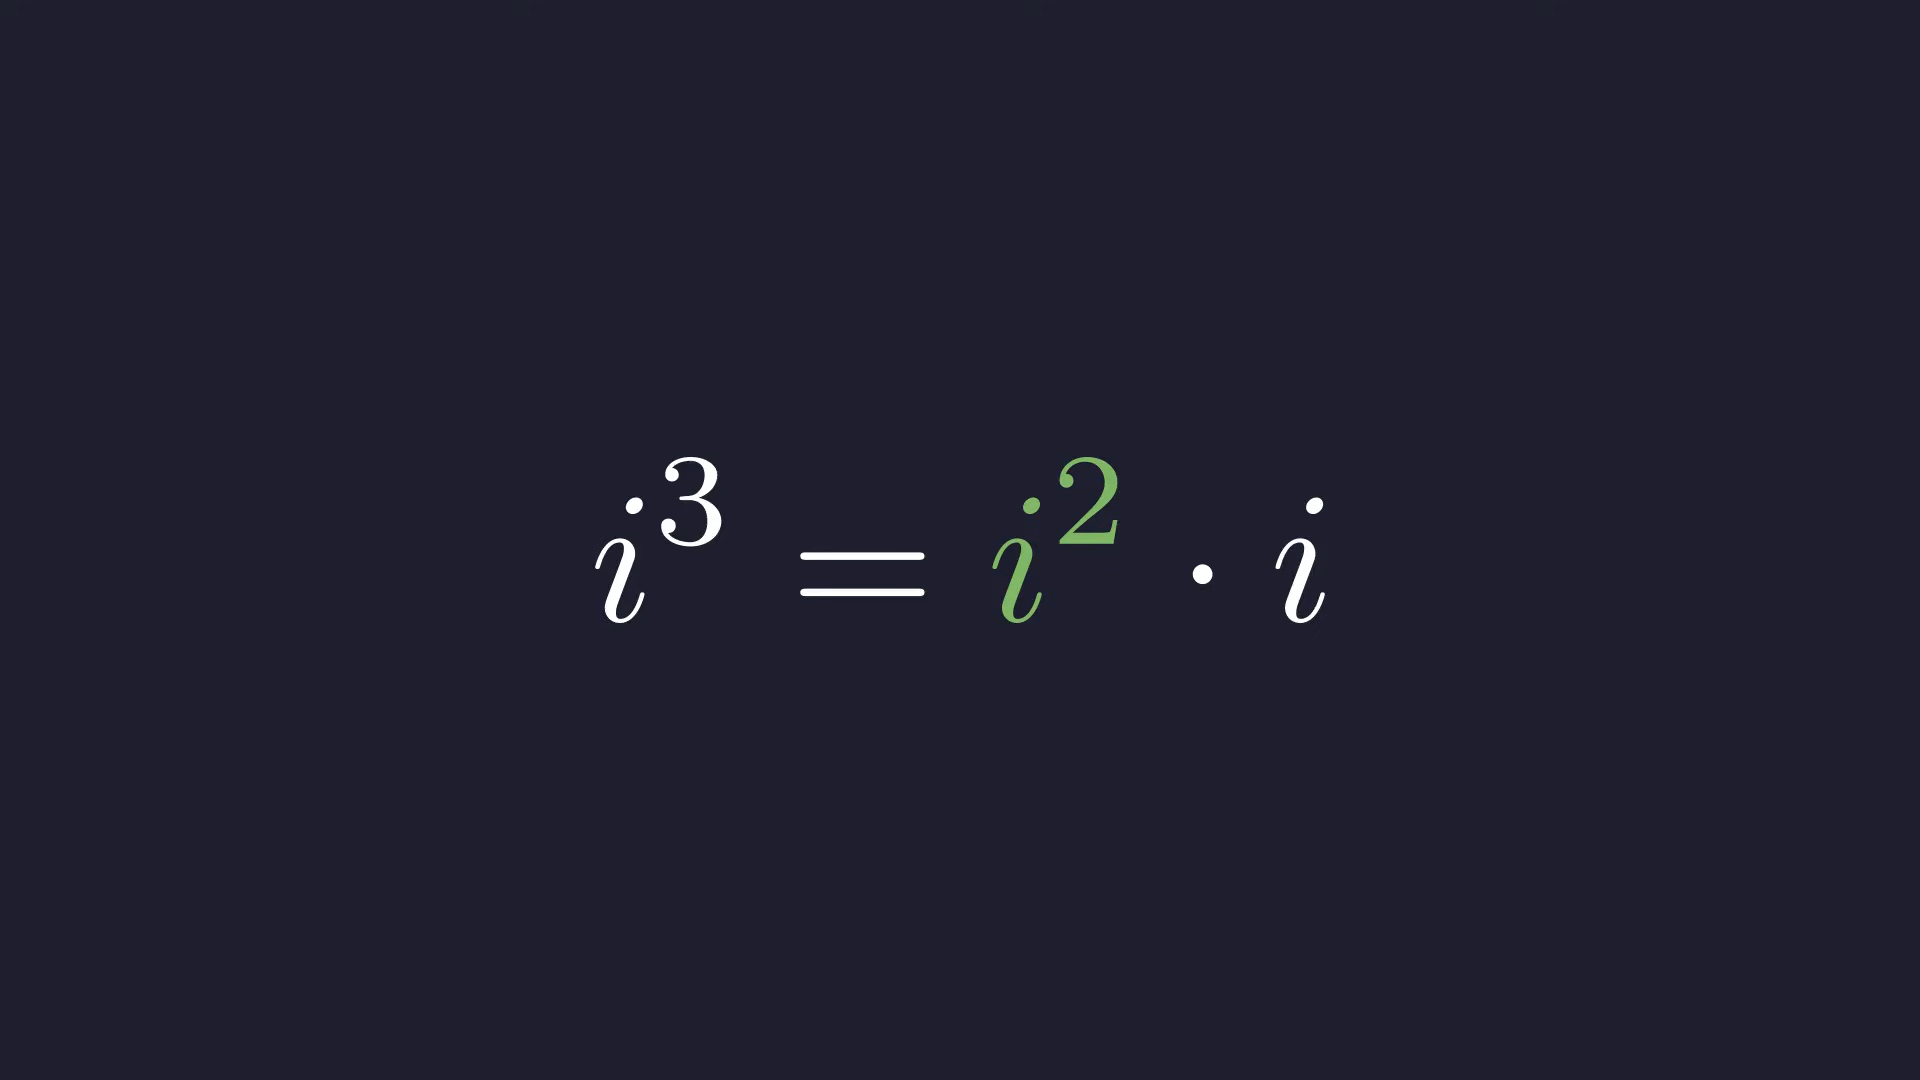 i³ = i² · i